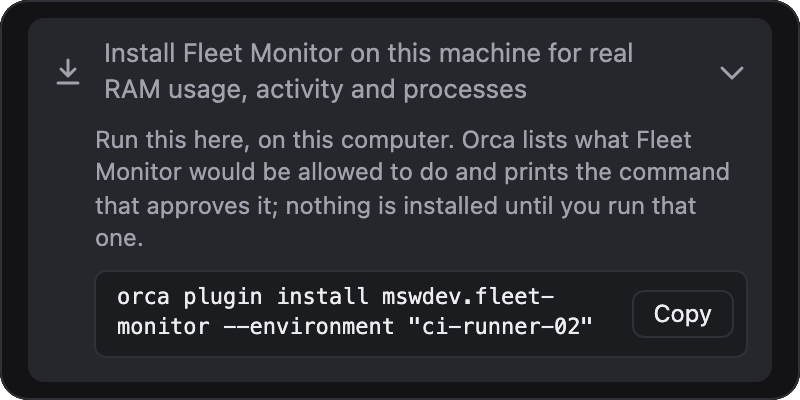 Install Fleet Monitor on this machine for real
RAM usage, activity and processes
Run this here, on this computer. Orca lists what Fleet
Monitor would be allowed to do and prints the command
that approves it; nothing is installed until you run that
one.
orca plugin install mswdev.fleet-
monitor --environment "ci-runner-02"
Copy